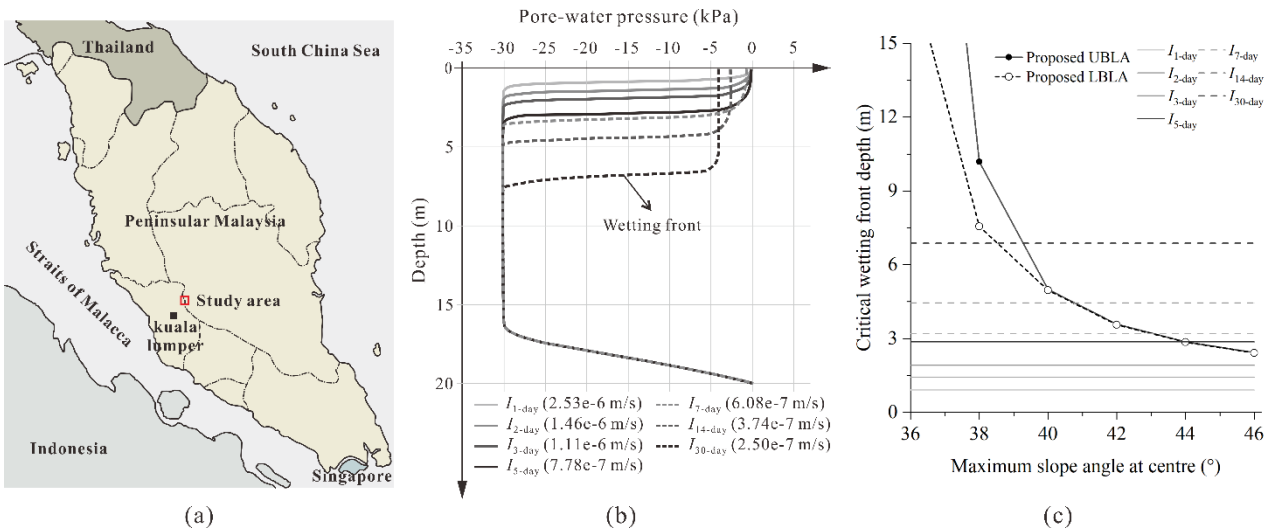 Thailand
South China Sea
Peninsular Malaysia
Straits of Malacca
Study area
kuala
lumper
Indonesia
Singapore
(a)
Pore-water pressure (kPa)
-35 -30 -25 -20 -15 -10 -5 0 5
0
5
10
15
20
Depth (m)
Wetting front
I1-day (2.53e-6 m/s)
I2-day (1.46e-6 m/s)
I3-day (1.11e-6 m/s)
I5-day (7.78e-7 m/s)
I7-day (6.08e-7 m/s)
I14-day (3.74e-7 m/s)
I30-day (2.50e-7 m/s)
(b)
Critical wetting front depth (m)
15
12
9
6
3
0
Proposed UBLA
Proposed LBLA
I1-day
I2-day
I3-day
I5-day
I7-day
I14-day
I30-day
36 38 40 42 44 46
Maximum slope angle at centre (°)
(c)